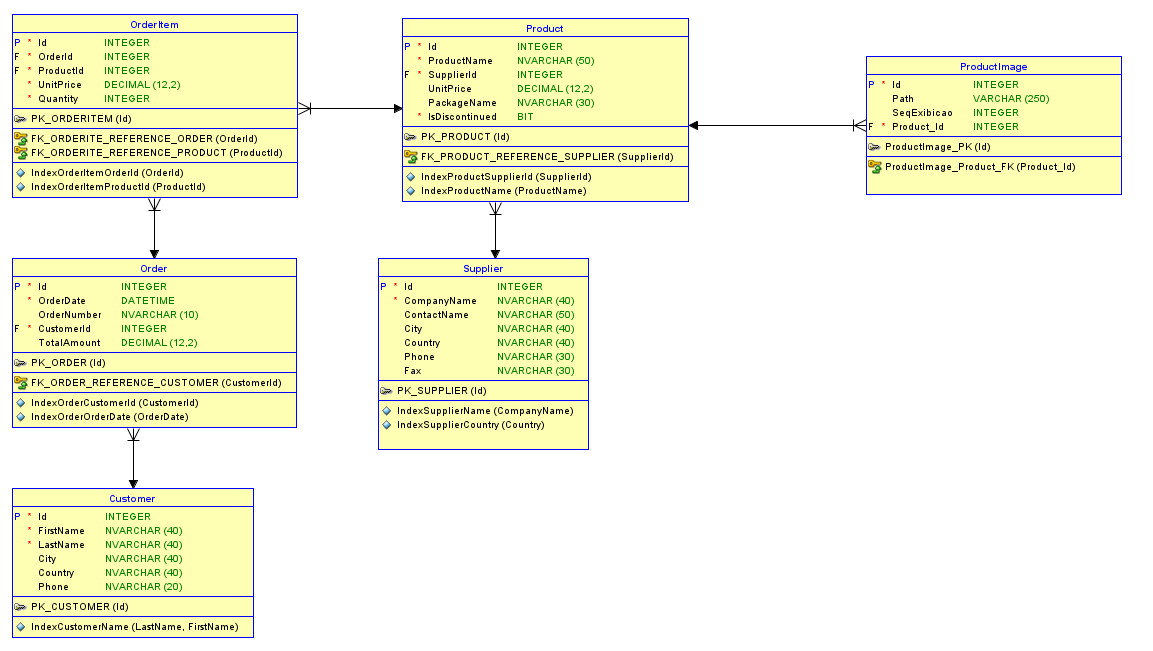 OrderItem
P * Id INTEGER
F * OrderId INTEGER
F * ProductId INTEGER
* UnitPrice DECIMAL (12,2)
* Quantity INTEGER
PK_ORDERITEM (Id)
FK_ORDERITE_REFERENCE_ORDER (OrderId)
FK_ORDERITE_REFERENCE_PRODUCT (ProductId)
IndexOrderItemOrderId (OrderId)
IndexOrderItemProductId (ProductId)
Product
P * Id INTEGER
* ProductName NVARCHAR (50)
F * SupplierId INTEGER
UnitPrice DECIMAL (12,2)
PackageName NVARCHAR (30)
* IsDiscontinued BIT
PK_PRODUCT (Id)
FK_PRODUCT_REFERENCE_SUPPLIER (SupplierId)
IndexProductSupplierId (SupplierId)
IndexProductName (ProductName)
ProductImage
P * Id INTEGER
Path VARCHAR (250)
SeqExibicao INTEGER
F * Product_Id INTEGER
ProductImage_PK (Id)
ProductImage_Product_FK (Product_Id)
Order
P * Id INTEGER
* OrderDate DATETIME
OrderNumber NVARCHAR (10)
F * CustomerId INTEGER
TotalAmount DECIMAL (12,2)
PK_ORDER (Id)
FK_ORDER_REFERENCE_CUSTOMER (CustomerId)
IndexOrderCustomerId (CustomerId)
IndexOrderOrderDate (OrderDate)
Supplier
P * Id INTEGER
* CompanyName NVARCHAR (40)
ContactName NVARCHAR (50)
City NVARCHAR (40)
Country NVARCHAR (40)
Phone NVARCHAR (30)
Fax NVARCHAR (30)
PK_SUPPLIER (Id)
IndexSupplierName (CompanyName)
IndexSupplierCountry (Country)
Customer
P * Id INTEGER
* FirstName NVARCHAR (40)
* LastName NVARCHAR (40)
City NVARCHAR (40)
Country NVARCHAR (40)
Phone NVARCHAR (20)
PK_CUSTOMER (Id)
IndexCustomerName (LastName, FirstName)